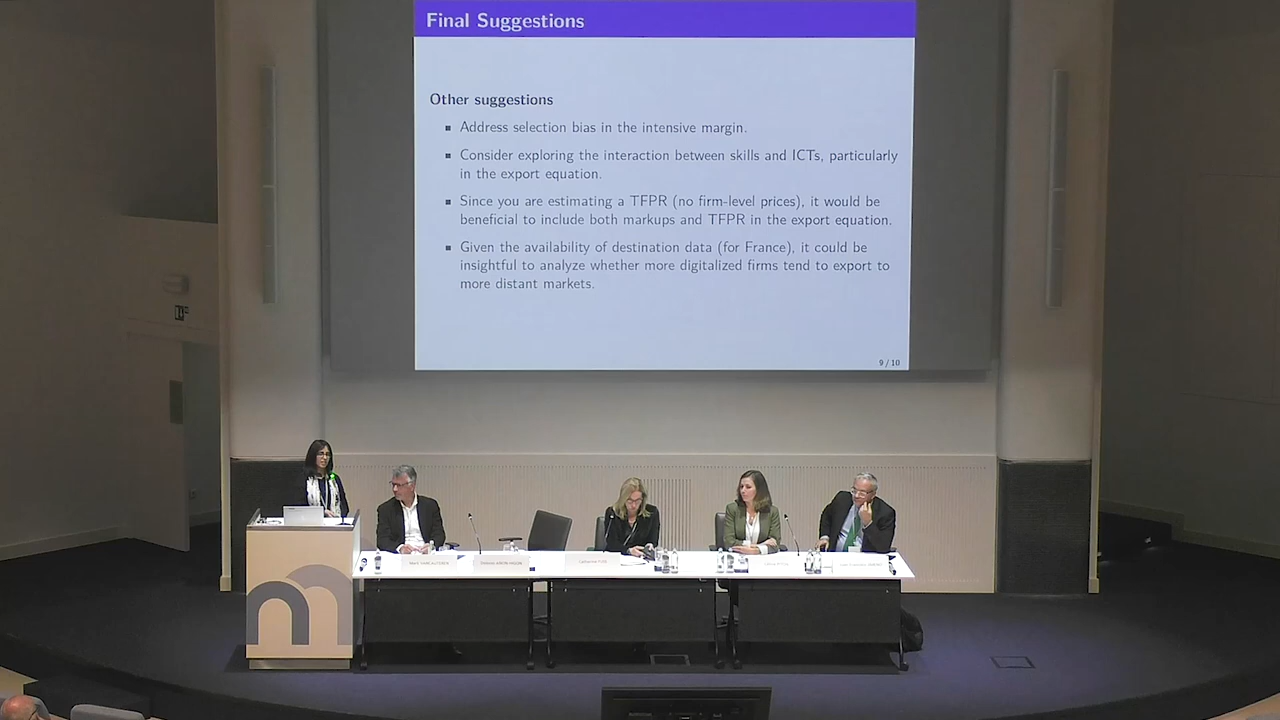 Final Suggestions
Other suggestions
Address selection bias in the intensive margin.
Consider exploring the interaction between skills and ICTs, particularly
in the export equation.
Since you are estimating a TFPR (no firm-level prices), it would be
beneficial to include both markups and TFPR in the export equation.
Given the availability of destination data (for France), it could be
insightful to analyze whether more digitalized firms tend to export to
more distant markets.
9 / 10